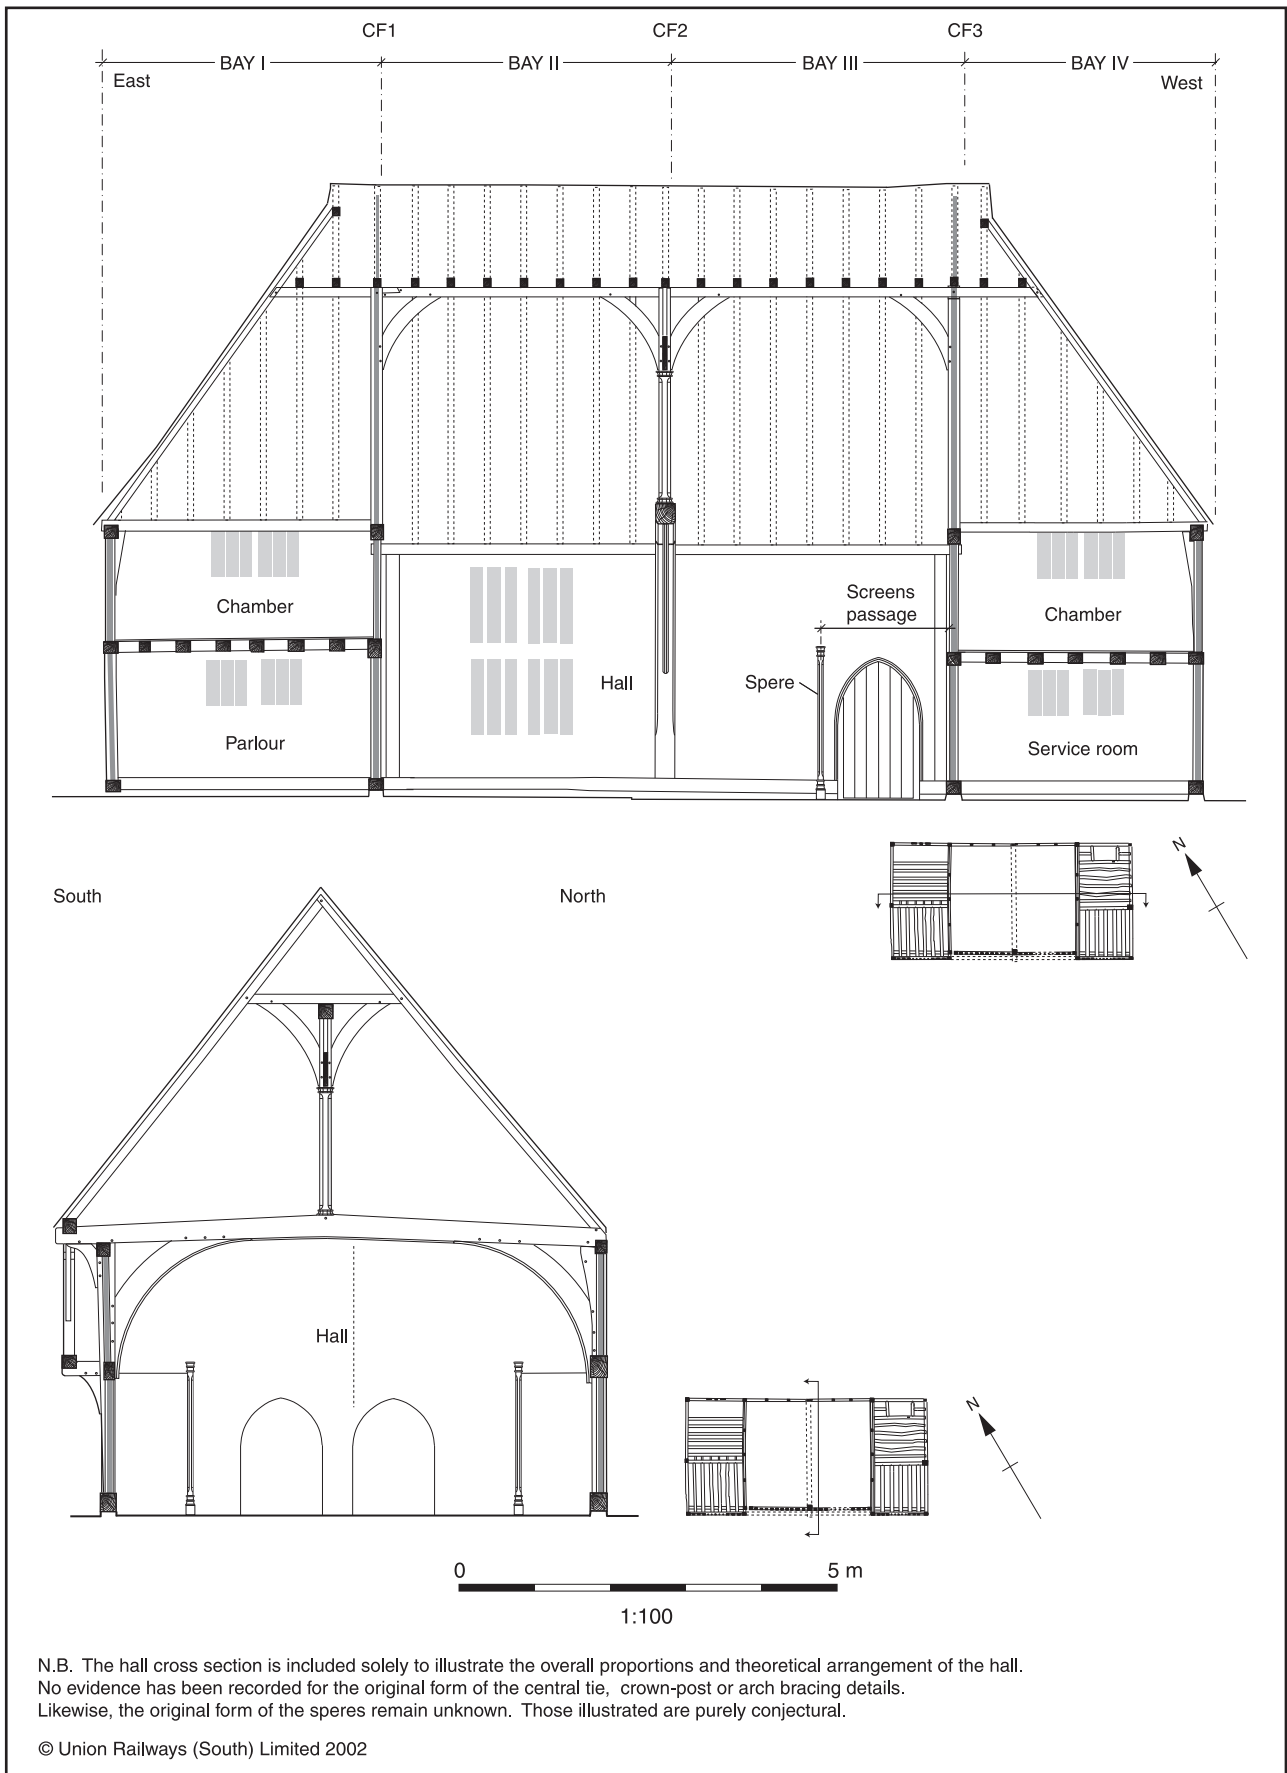 CF1 CF2 CF3
BAY I BAY II BAY III BAY IV
East West
Screens
passage
Chamber Chamber
Hall Spere
Parlour Service room
N
South North
Hall
N
0 5 m
1:100
N.B. The hall cross section is included solely to illustrate the overall proportions and theoretical arrangement of the hall.
No evidence has been recorded for the original form of the central tie, crown-post or arch bracing details.
Likewise, the original form of the speres remain unknown. Those illustrated are purely conjectural.
© Union Railways (South) Limited 2002